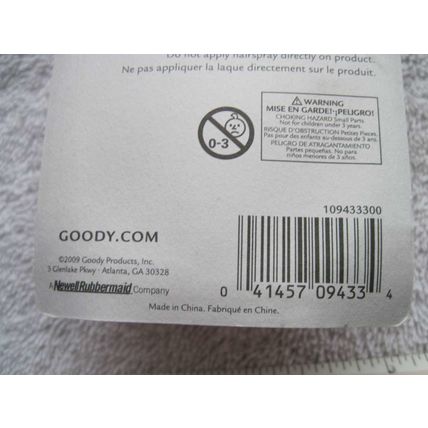 Do not apply hairspray directly on product.
Ne pas appliquer la laque directement sur le produit.
0-3
⚠ WARNING
MISE EN GARDE·¡PELIGRO!
CHOKING HAZARD Small Parts
Not for children under 3 years.
RISQUE D'OBSTRUCTION Petites Pièces.
Pas pour des enfants au-dessous de 3 ans.
PELIGRO DE ATRAGANTAMIENTO
Partes pequeñas. No para
niños menores de 3 años.
109433300
GOODY.COM
©2009 Goody Products, Inc.
3 Glenlake Pkwy · Atlanta, GA 30328
A NewellRubbermaid Company
0 41457 09433 4
Made in China. Fabriqué en Chine.